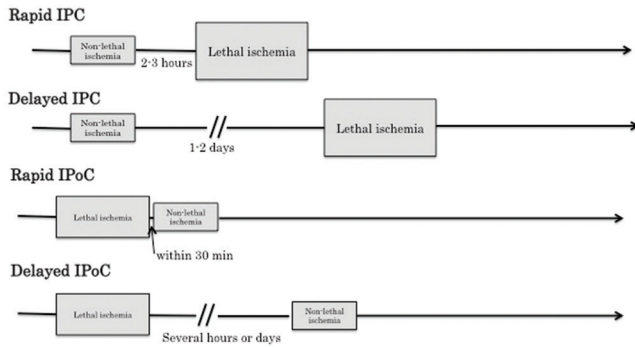 Rapid IPC
Non-lethal
ischemia
2-3 hours
Lethal ischemia
Delayed IPC
Non-lethal
ischemia
1-2 days
Lethal ischemia
Rapid IPoC
Lethal ischemia
Non-lethal
ischemia
within 30 min
Delayed IPoC
Lethal ischemia
Several hours or days
Non-lethal
ischemia